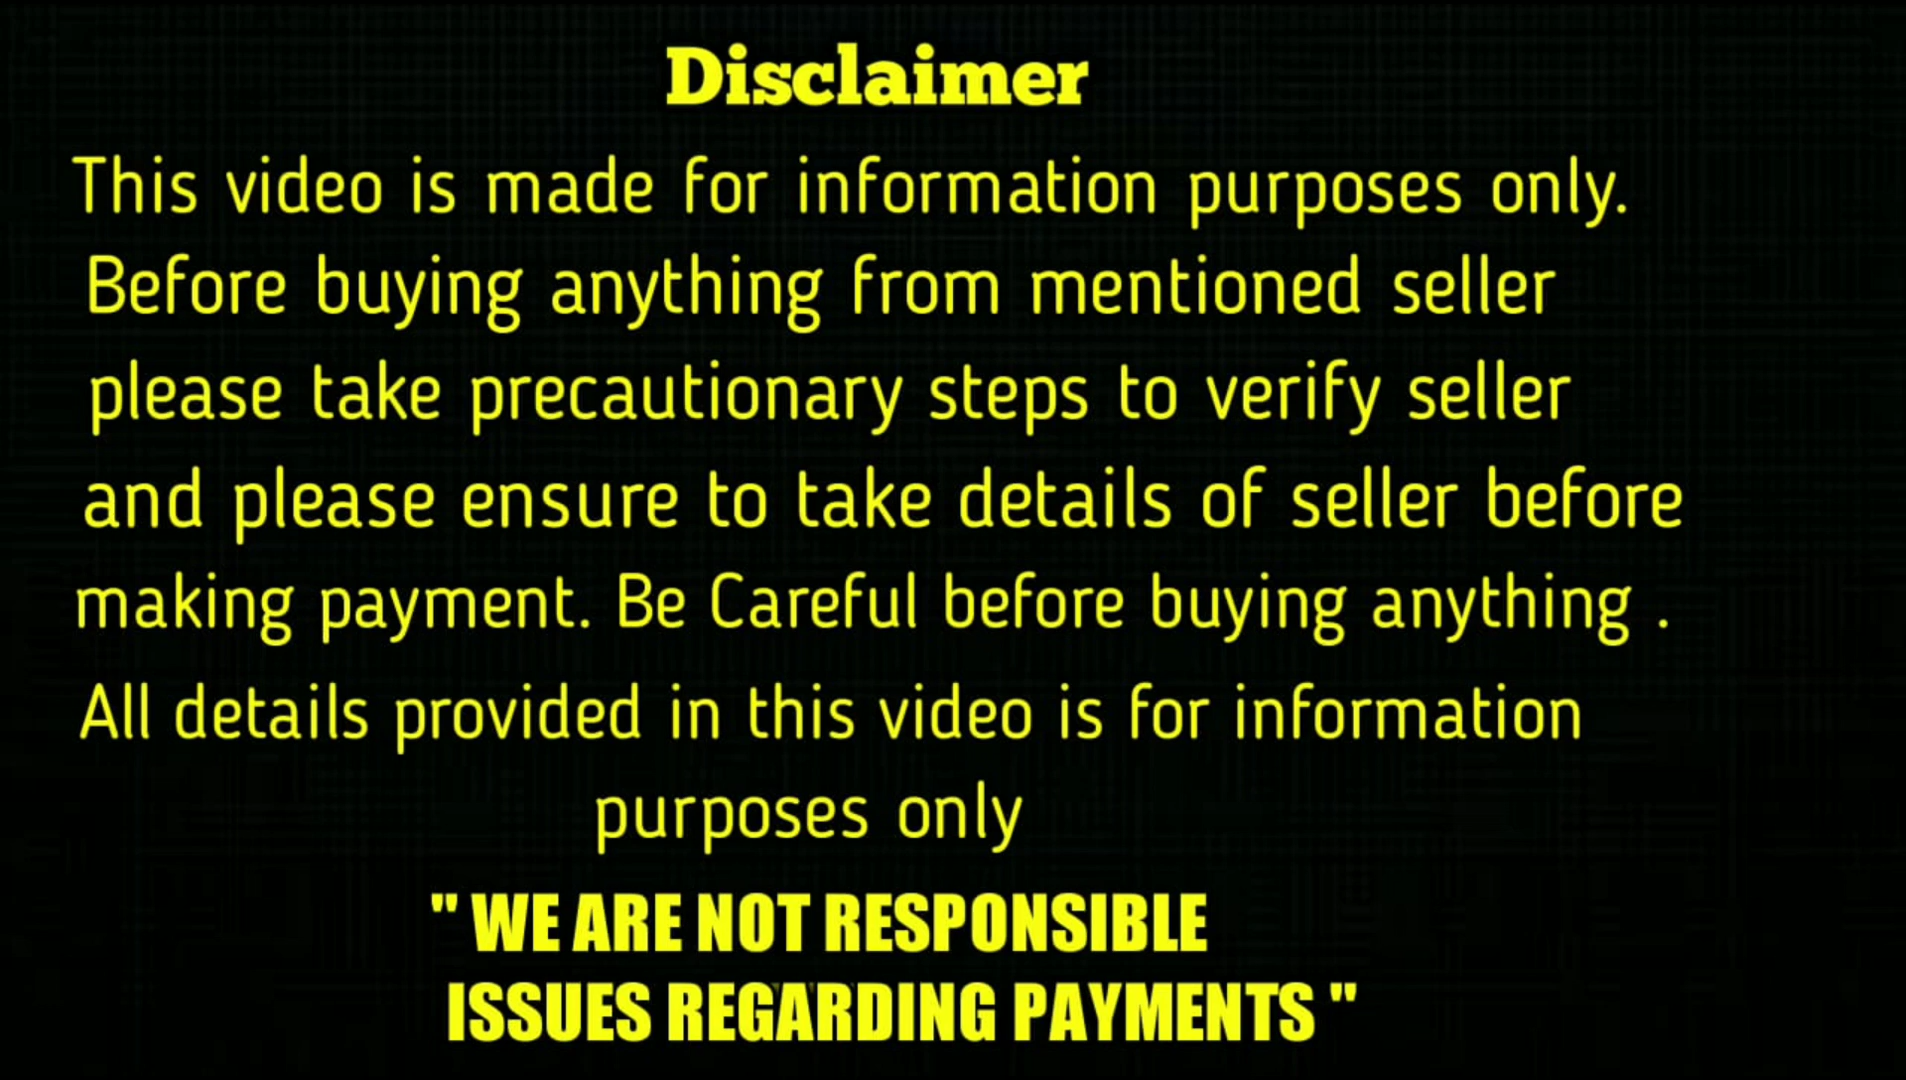 Disclaimer
This video is made for information purposes only.
Before buying anything from mentioned seller
please take precautionary steps to verify seller
and please ensure to take details of seller before
making payment. Be Careful before buying anything .
All details provided in this video is for information
purposes only
" WE ARE NOT RESPONSIBLE
ISSUES REGARDING PAYMENTS "